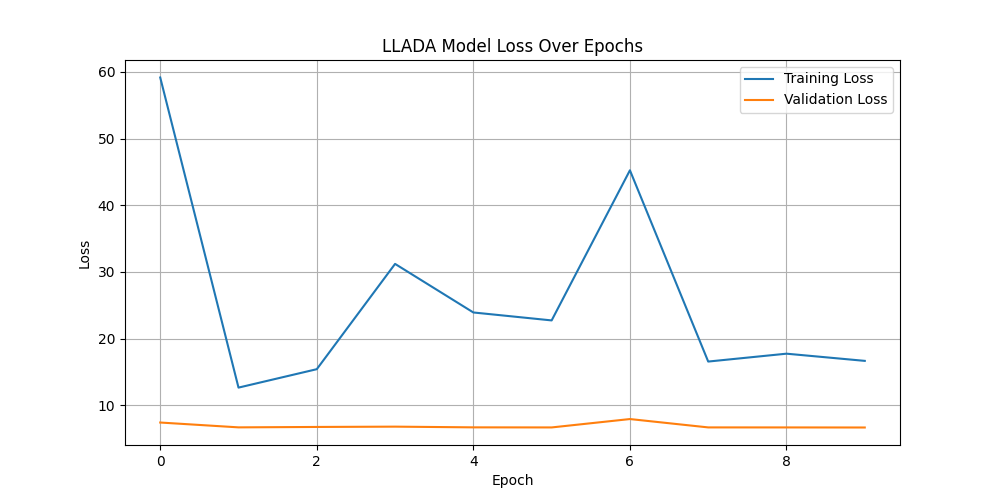 LLADA Model Loss Over Epochs
Training Loss
Validation Loss
60
50
40
30
20
10
Loss
0 2 4 6 8
Epoch